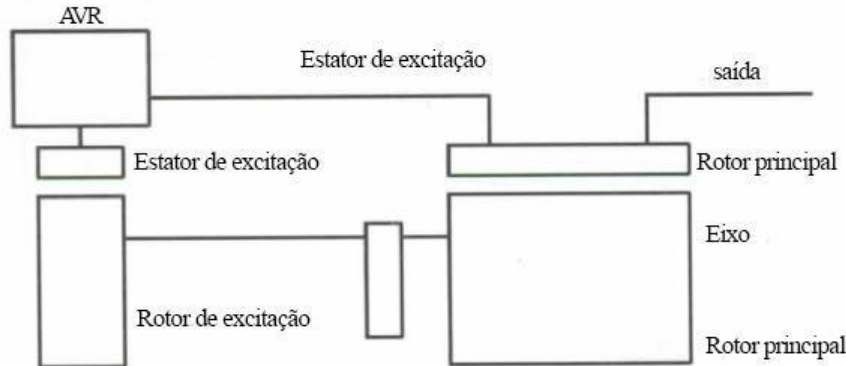 AVR
Estator de excitação
saída
Estator de excitação
Rotor principal
Eixo
Rotor de excitação
Rotor principal